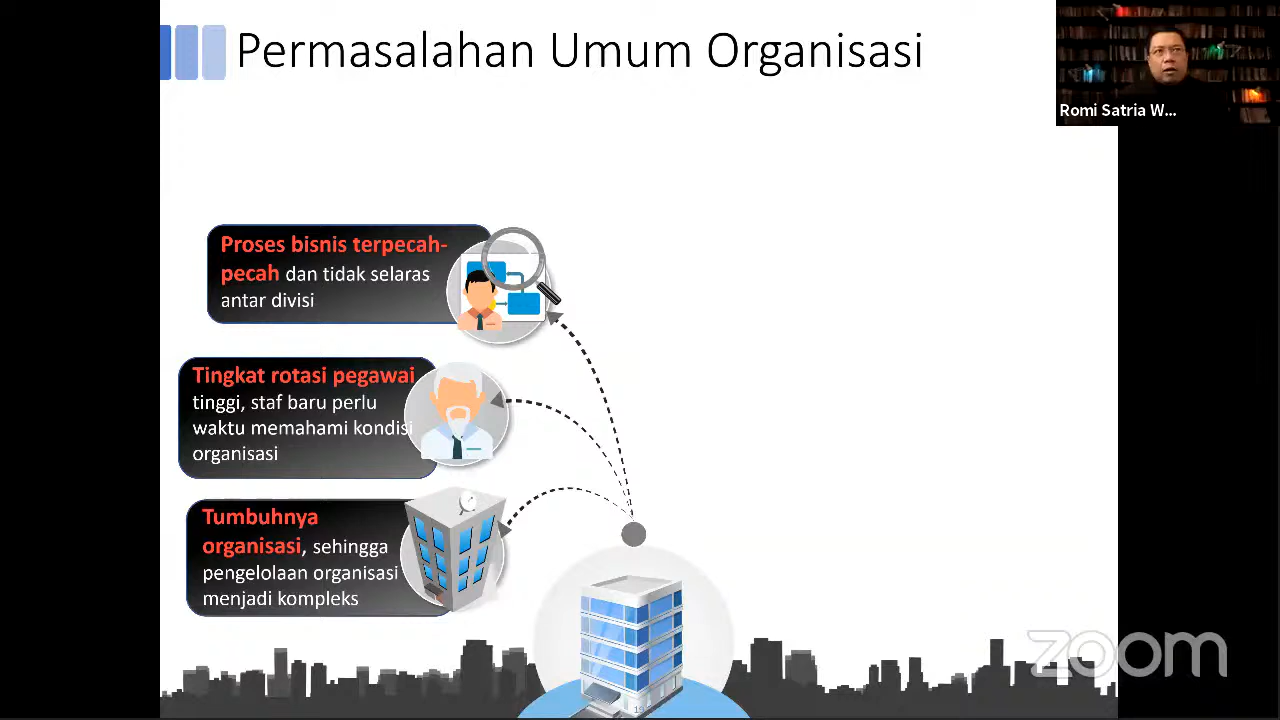 Permasalahan Umum Organisasi
Romi Satria W...
Proses bisnis terpecah-
pecah dan tidak selaras
antar divisi
Tingkat rotasi pegawai
tinggi, staf baru perlu
waktu memahami kondisi
organisasi
Tumbuhnya
organisasi, sehingga
pengelolaan organisasi
menjadi kompleks
zoom